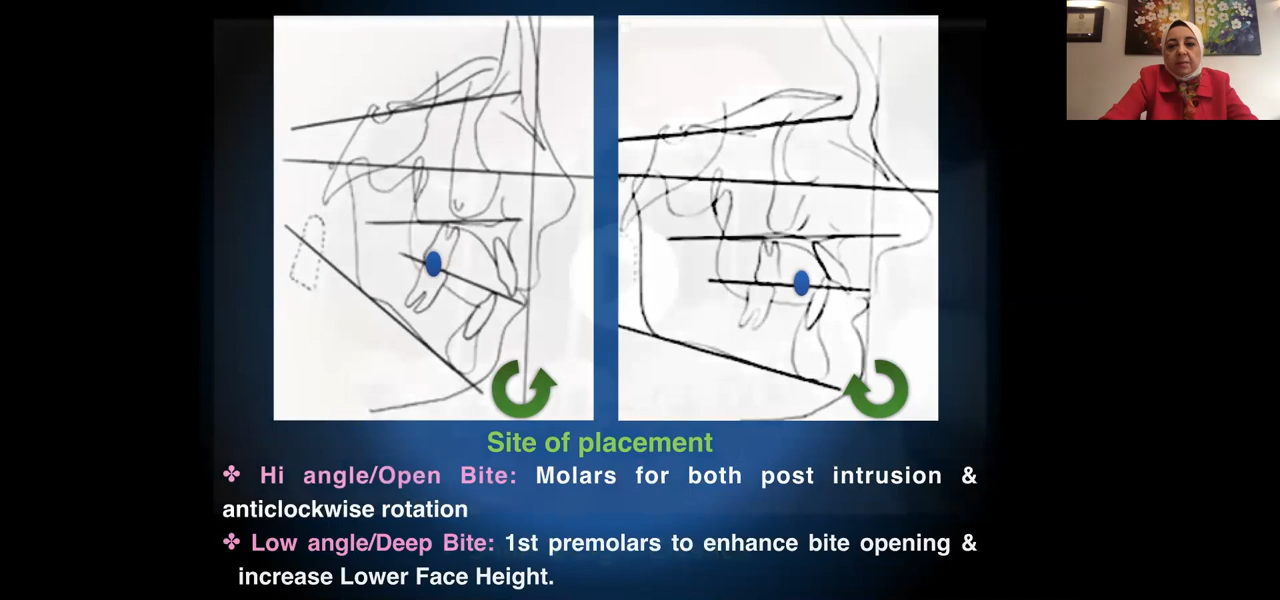 Site of placement
✤ Hi angle/Open Bite: Molars for both post intrusion &
anticlockwise rotation
✤ Low angle/Deep Bite: 1st premolars to enhance bite opening &
increase Lower Face Height.